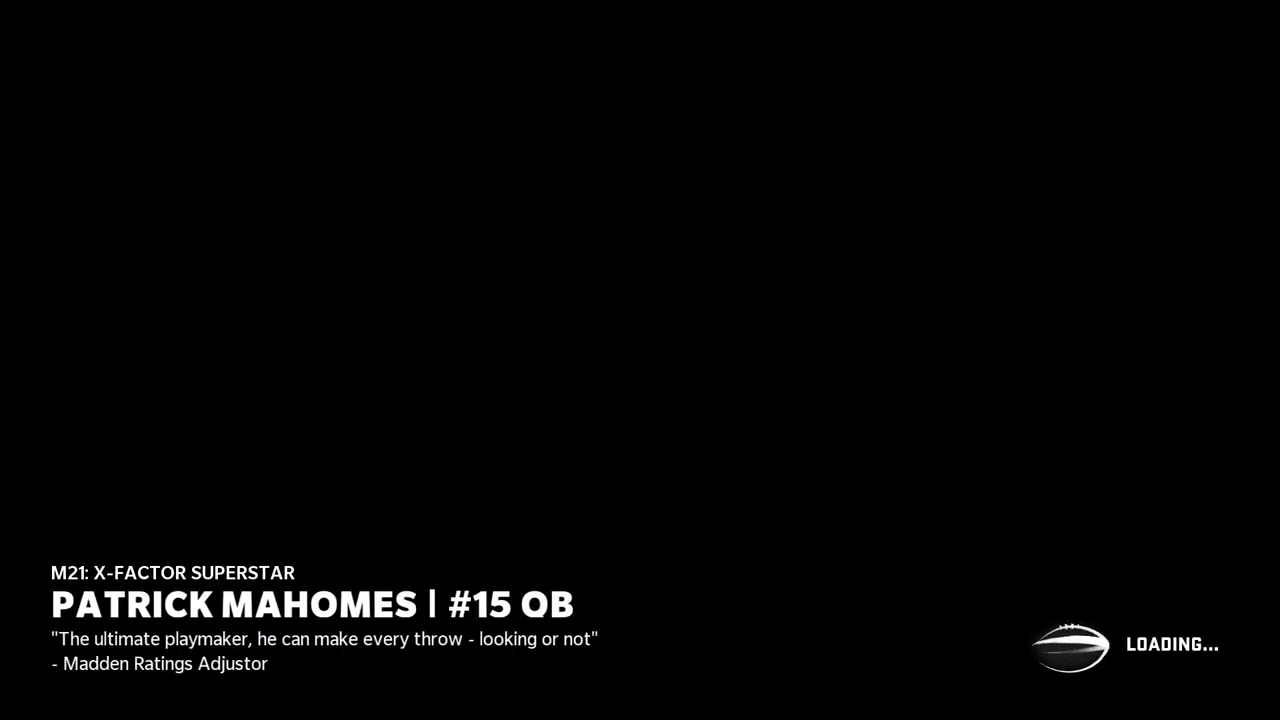 M21: X-FACTOR SUPERSTAR
PATRICK MAHOMES | #15 QB
"The ultimate playmaker, he can make every throw - looking or not"
- Madden Ratings Adjustor
LOADING...